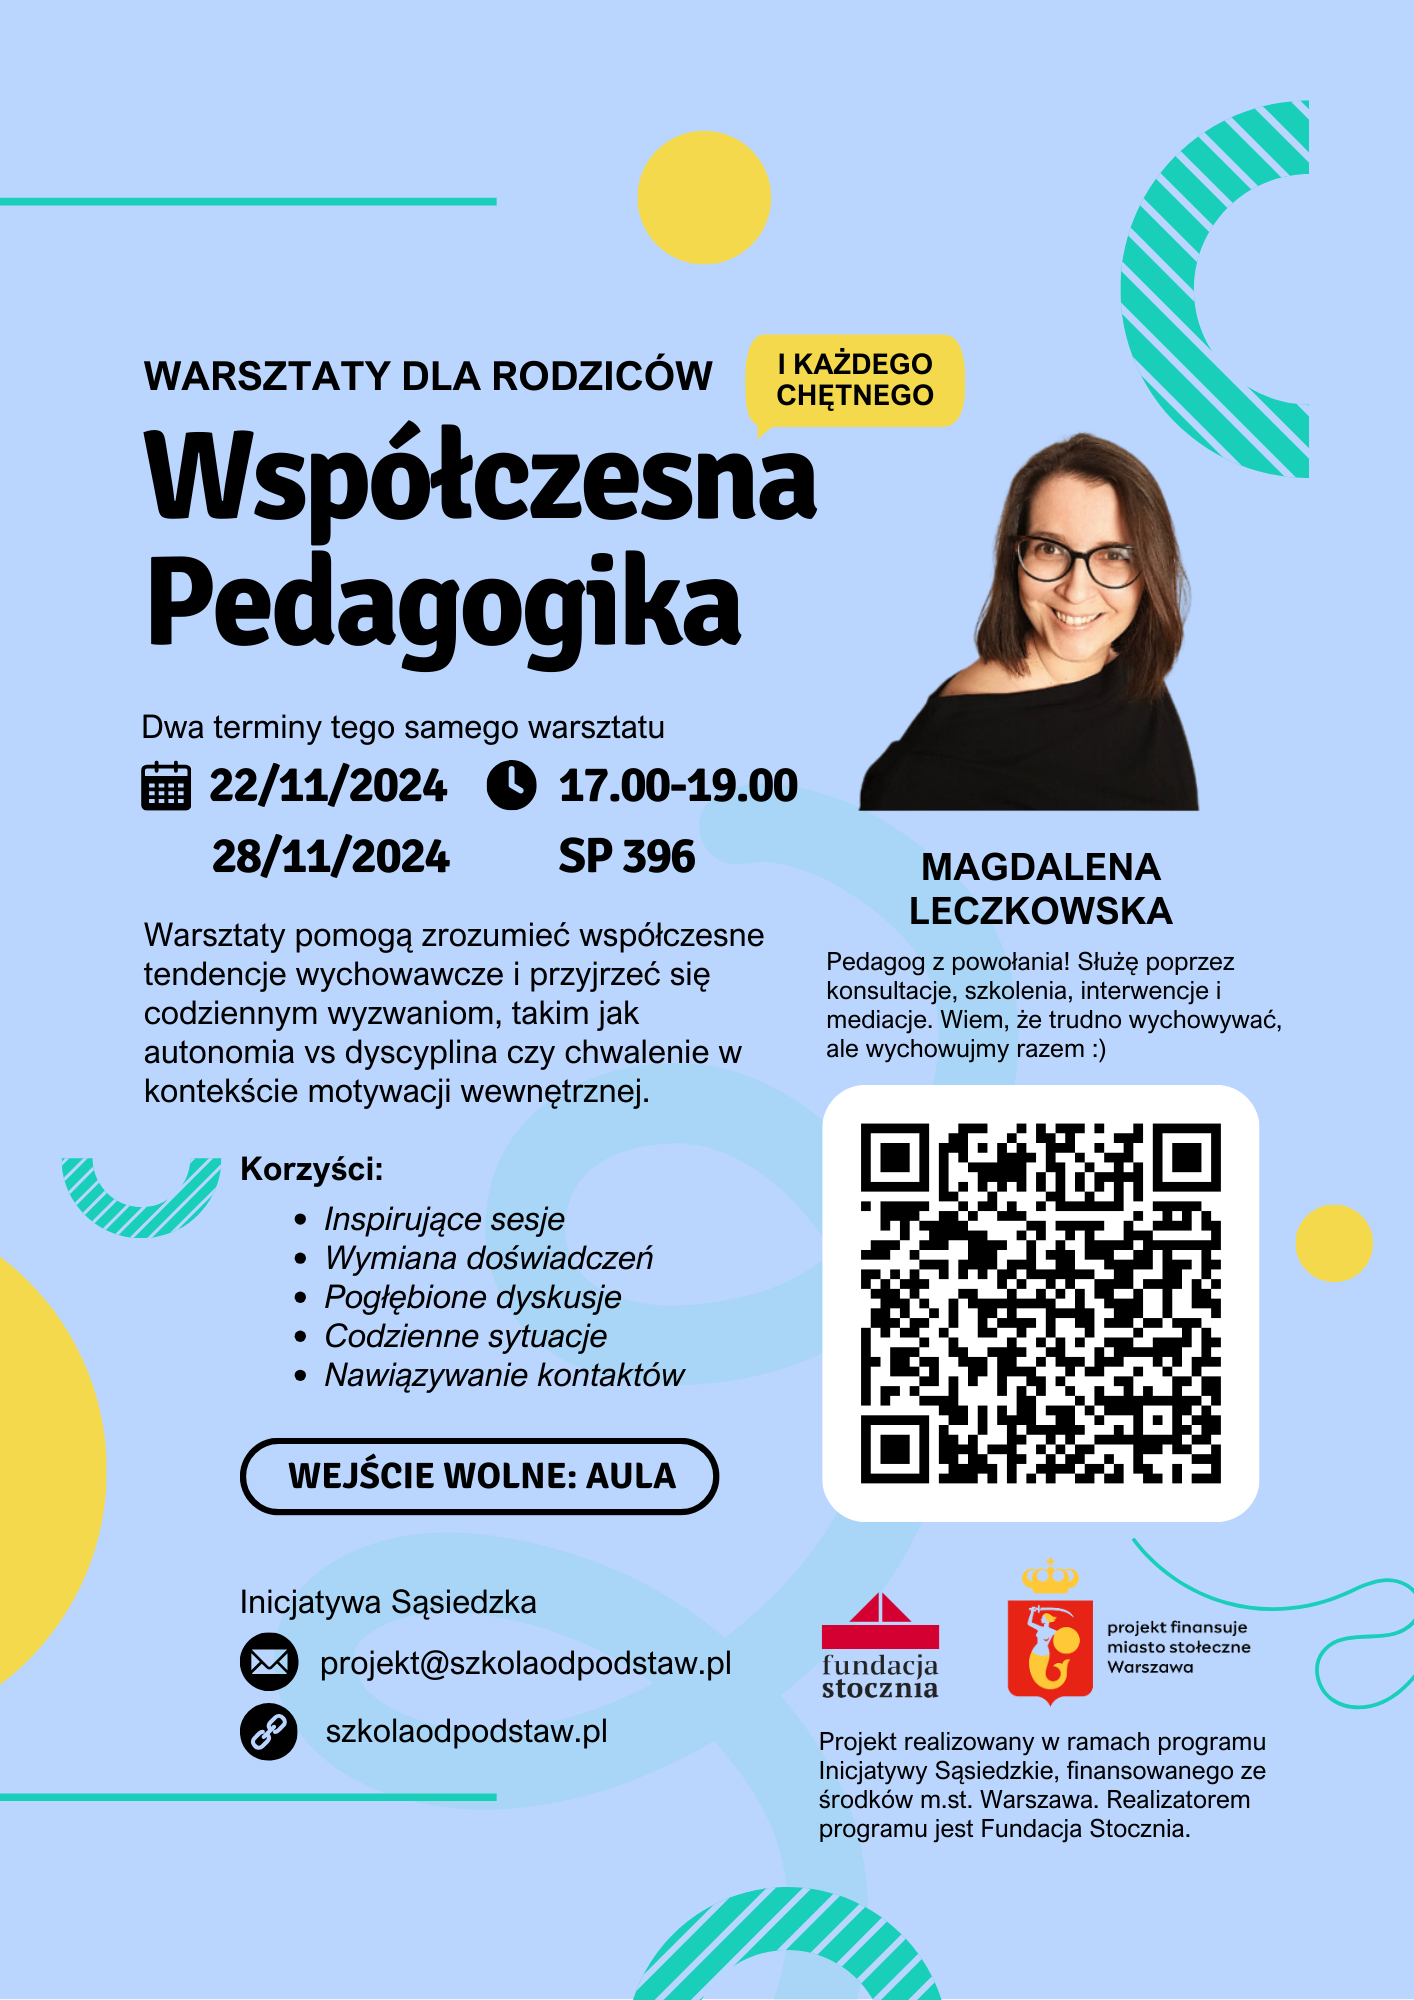 WARSZTATY DLA RODZICÓW
I KAŻDEGO
CHĘTNEGO
Współczesna
Pedagogika
Dwa terminy tego samego warsztatu
22/11/2024 17.00-19.00
28/11/2024 SP 396
Warsztaty pomogą zrozumieć współczesne
tendencje wychowawcze i przyjrzeć się
codziennym wyzwaniom, takim jak
autonomia vs dyscyplina czy chwalenie w
kontekście motywacji wewnętrznej.
Korzyści:
• Inspirujące sesje
• Wymiana doświadczeń
• Pogłębione dyskusje
• Codzienne sytuacje
• Nawiązywanie kontaktów
WEJŚCIE WOLNE: AULA
Inicjatywa Sąsiedzka
projekt@szkolaodpodstaw.pl
szkolaodpodstaw.pl
MAGDALENA
LECZKOWSKA
Pedagog z powołania! Służę poprzez
konsultacje, szkolenia, interwencje i
mediacje. Wiem, że trudno wychowywać,
ale wychowujmy razem :)
fundacja
stocznia
projekt finansuje
miasto stołeczne
Warszawa
Projekt realizowany w ramach programu
Inicjatywy Sąsiedzkie, finansowanego ze
środków m.st. Warszawa. Realizatorem
programu jest Fundacja Stocznia.